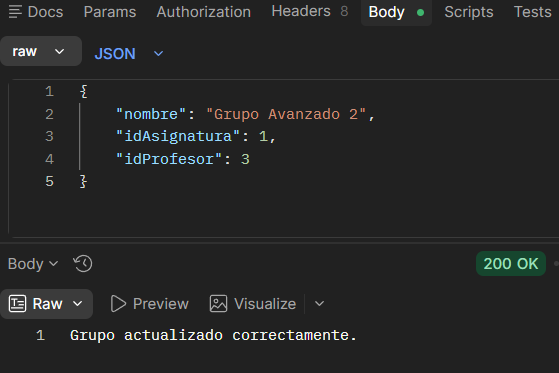 Docs Params Authorization Headers 8 Body Scripts Tests
raw JSON
1 {
2 "nombre": "Grupo Avanzado 2",
3 "idAsignatura": 1,
4 "idProfesor": 3
5 }
Body 200 OK
Raw Preview Visualize
1 Grupo actualizado correctamente.